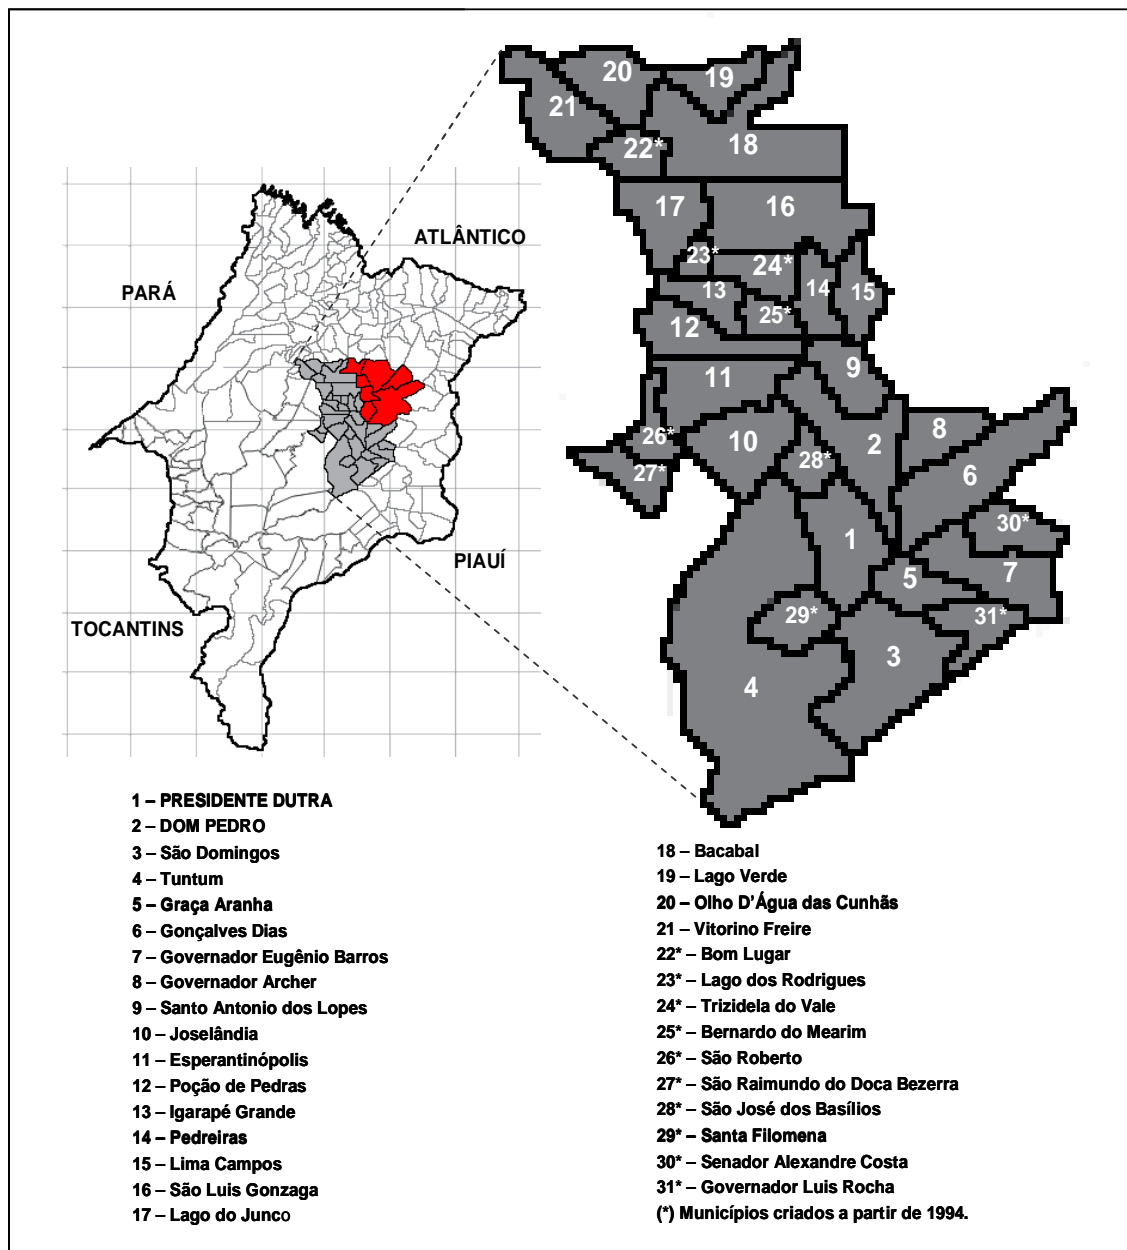 ATLÂNTICO
PARÁ
PIAUÍ
TOCANTINS
20
19
21
22*
18
17
16
23*
24*
13
14
15
25*
12
11
9
26*
10
28*
2
8
27*
6
30*
1
5
7
29*
31*
3
4
1 – PRESIDENTE DUTRA
2 – DOM PEDRO
3 – São Domingos
4 – Tuntum
5 – Graça Aranha
6 – Gonçalves Dias
7 – Governador Eugênio Barros
8 – Governador Archer
9 – Santo Antonio dos Lopes
10 – Joselândia
11 – Esperantinópolis
12 – Poção de Pedras
13 – Igarapé Grande
14 – Pedreiras
15 – Lima Campos
16 – São Luis Gonzaga
17 – Lago do Junco
18 – Bacabal
19 – Lago Verde
20 – Olho D'Água das Cunhãs
21 – Vitorino Freire
22* – Bom Lugar
23* – Lago dos Rodrigues
24* – Trizidela do Vale
25* – Bernardo do Mearim
26* – São Roberto
27* – São Raimundo do Doca Bezerra
28* – São José dos Basílios
29* – Santa Filomena
30* – Senador Alexandre Costa
31* – Governador Luis Rocha
(*) Municípios criados a partir de 1994.